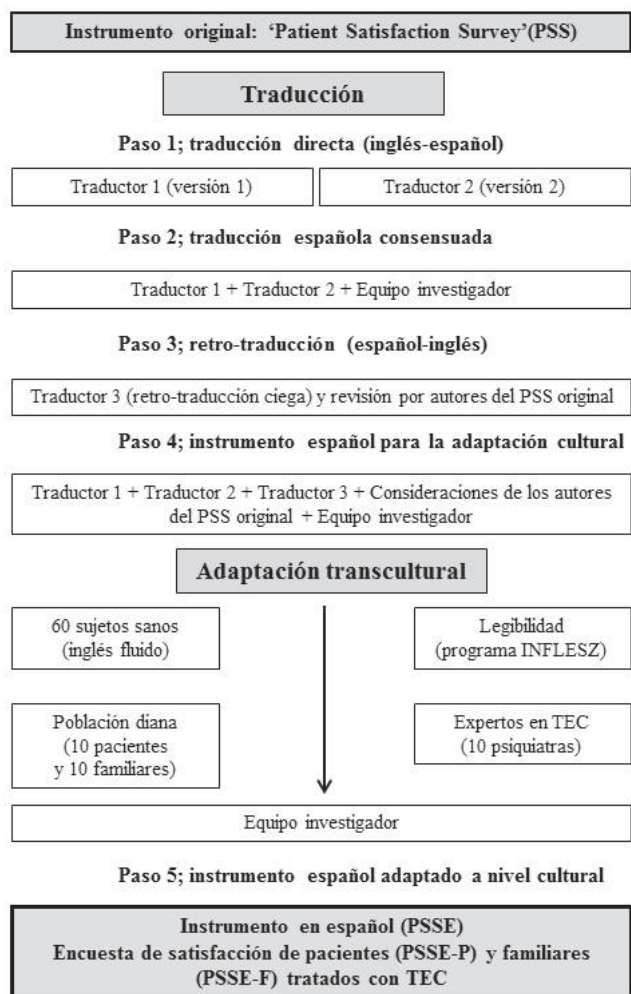 Instrumento original: ‘Patient Satisfaction Survey’(PSS)
Traducción
Paso 1; traducción directa (inglés-español)
Traductor 1 (versión 1)
Traductor 2 (versión 2)
Paso 2; traducción española consensuada
Traductor 1 + Traductor 2 + Equipo investigador
Paso 3; retro-traducción (español-inglés)
Traductor 3 (retro-traducción ciega) y revisión por autores del PSS original
Paso 4; instrumento español para la adaptación cultural
Traductor 1 + Traductor 2 + Traductor 3 + Consideraciones de los autores
del PSS original + Equipo investigador
Adaptación transcultural
60 sujetos sanos
(inglés fluido)
Legibilidad
(programa INFLESZ)
Población diana
(10 pacientes
y 10 familiares)
Expertos en TEC
(10 psiquiatras)
Equipo investigador
Paso 5; instrumento español adaptado a nivel cultural
Instrumento en español (PSSE)
Encuesta de satisfacción de pacientes (PSSE-P) y familiares
(PSSE-F) tratados con TEC